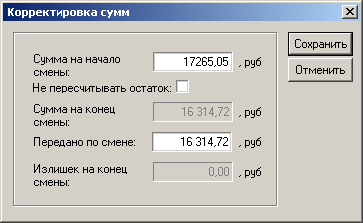 Корректировка сумм
Сумма на начало
смены:
17265,05 , руб
Сохранить
Отменить
Не пересчитывать остаток:
Сумма на конец
смены:
16 314,72 , руб
Передано по смене:
16 314,72 , руб
Излишек на конец
смены:
0,00 , руб